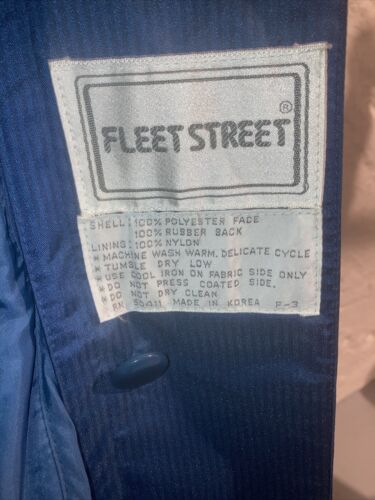 FLEET STREET ®
SHELL: 100% POLYESTER FACE
100% RUBBER BACK
LINING: 100% NYLON
* MACHINE WASH WARM, DELICATE CYCLE
* TUMBLE DRY LOW
* USE COOL IRON ON FABRIC SIDE ONLY
* DO NOT PRESS COATED SIDE.
* DO NOT DRY CLEAN
RN 50411 MADE IN KOREA F-3